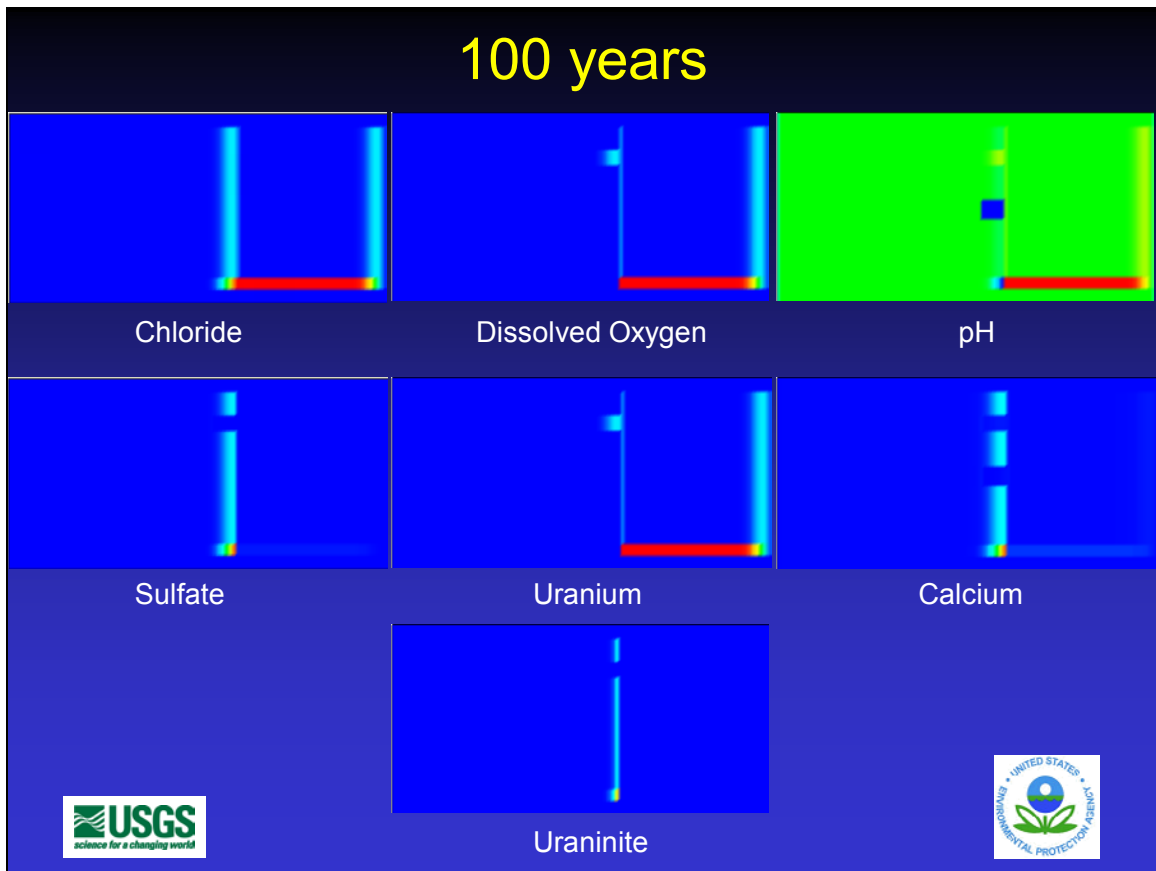 100 years
Chloride
Dissolved Oxygen
pH
Sulfate
Uranium
Calcium
Uraninite
USGS
science for a changing world
UNITED STATES
ENVIRONMENTAL PROTECTION AGENCY